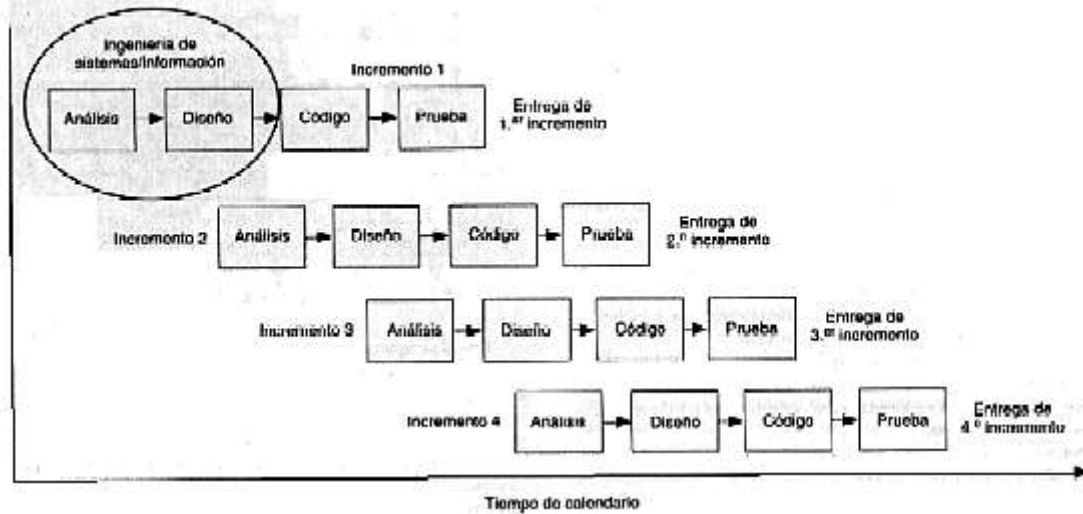 Ingeniería de
sistemas/información
Incremento 1
Análisis
Diseño
Código
Prueba
Entrega de
1.er incremento
Incremento 2
Análisis
Diseño
Código
Prueba
Entrega de
2.º incremento
Incremento 3
Análisis
Diseño
Código
Prueba
Entrega de
3.er incremento
Incremento 4
Análisis
Diseño
Código
Prueba
Entrega de
4.º incremento
Tiempo de calendario